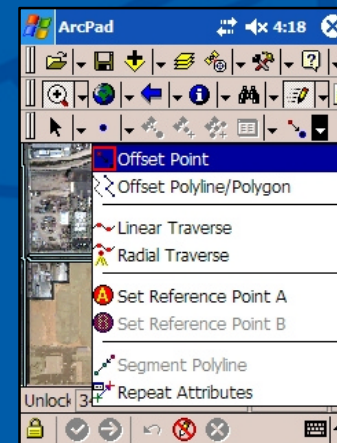 ArcPad 4:18
Offset Point
Offset Polyline/Polygon
Linear Traverse
Radial Traverse
A Set Reference Point A
B Set Reference Point B
Segment Polyline
Repeat Attributes
Unlock